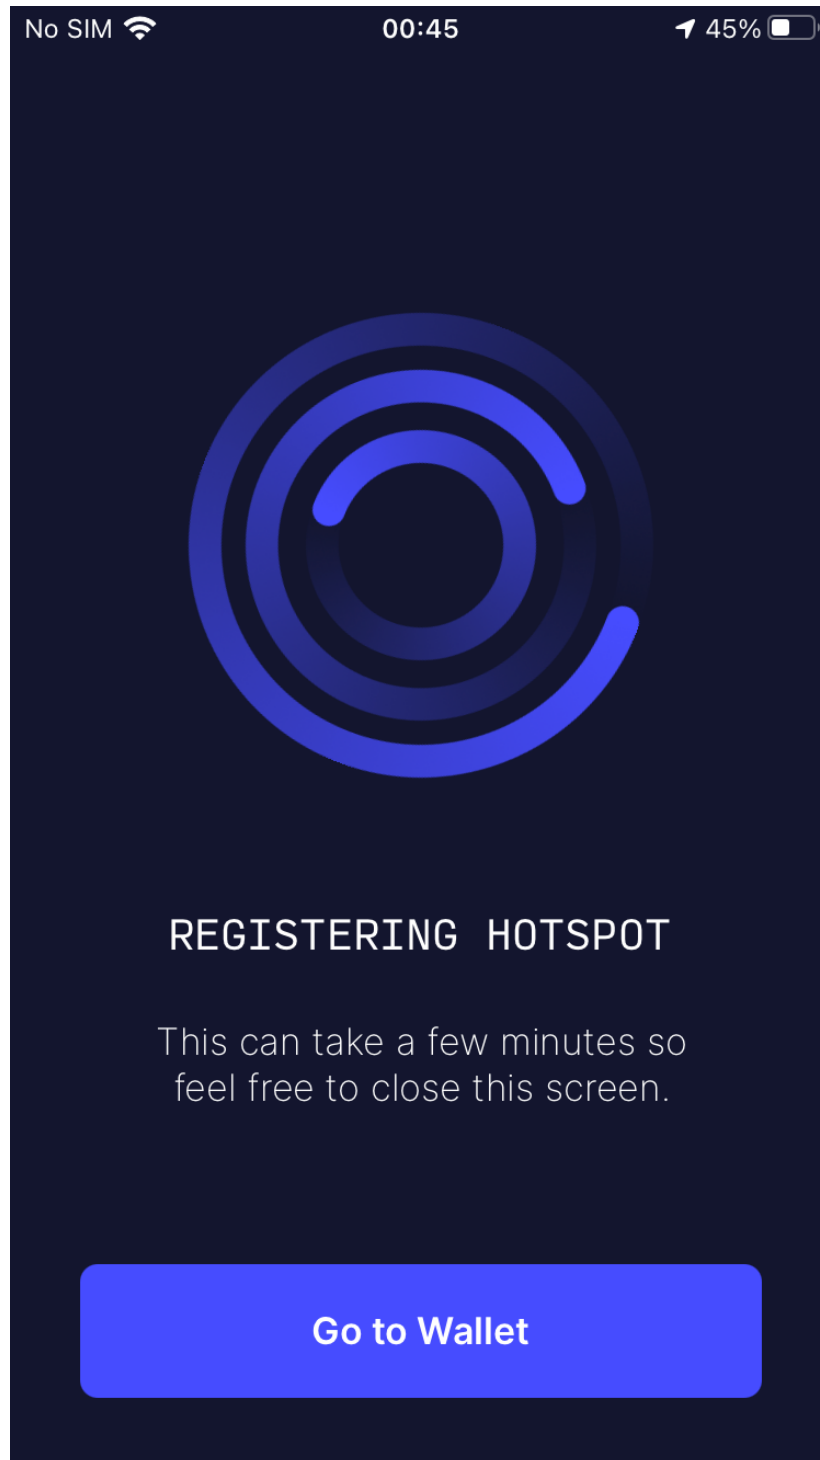 No SIM 00:45 45%
REGISTERING HOTSPOT
This can take a few minutes so
feel free to close this screen.
Go to Wallet